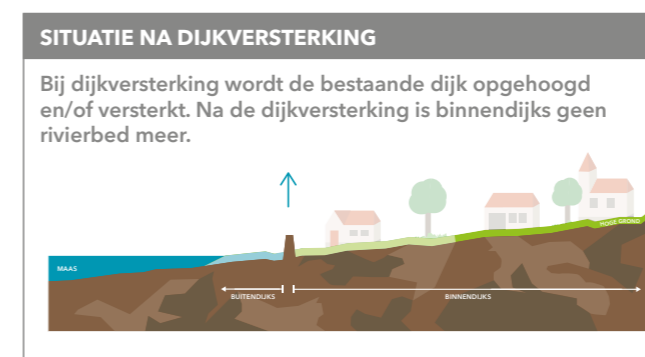 SITUATIE NA DIJKVERSTERKING
Bij dijkversterking wordt de bestaande dijk opgehoogd
en/of versterkt. Na de dijkversterking is binnendijks geen
rivierbed meer.
HOGE GROND
MAAS
BUITENDIJKS
BINNENDIJKS